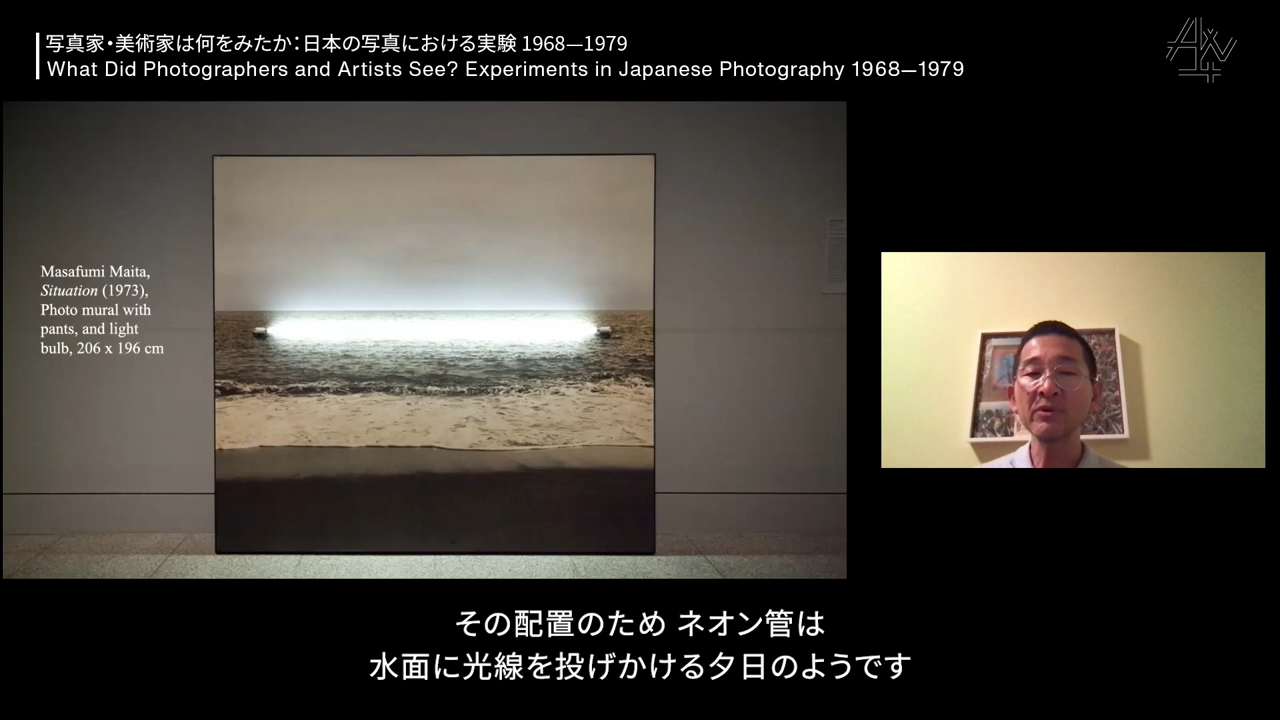 写真家・美術家は何をみたか：日本の写真における実験 1968—1979
What Did Photographers and Artists See? Experiments in Japanese Photography 1968—1979
Masafumi Maita,
Situation (1973),
Photo mural with
pants, and light
bulb, 206 x 196 cm
その配置のため ネオン管は
水面に光線を投げかける夕日のようです